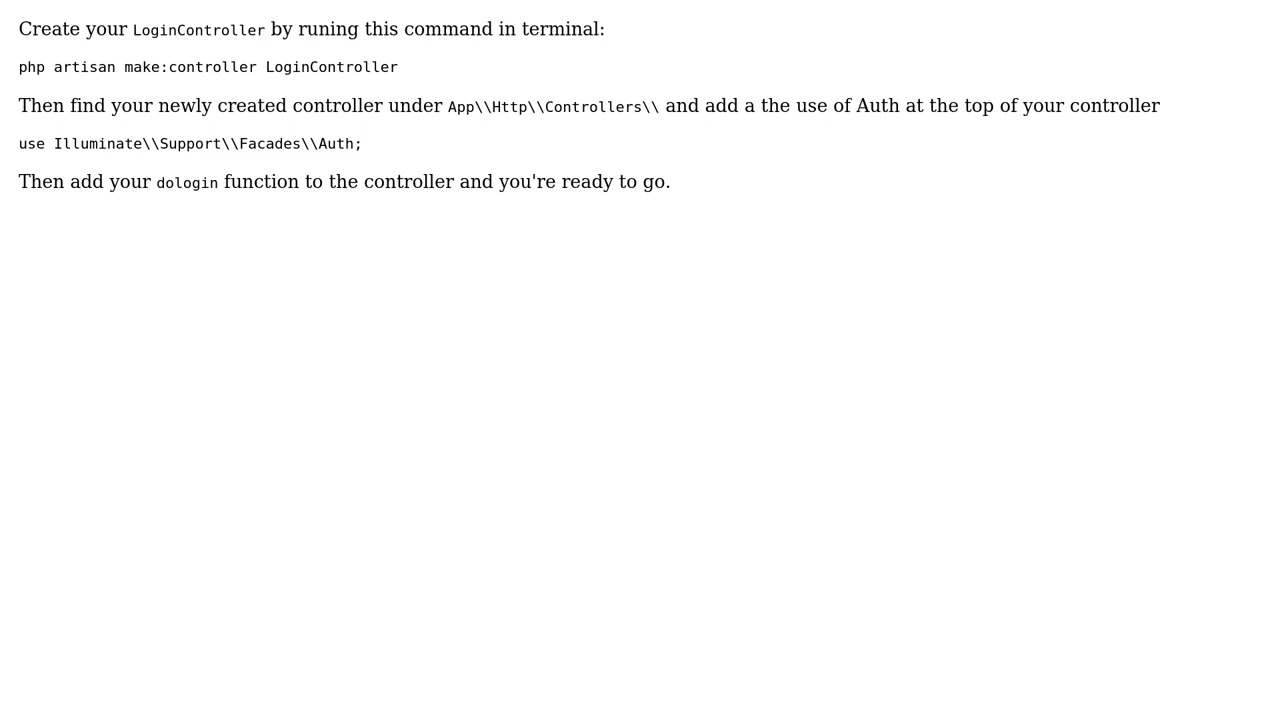 Create your LoginController by runing this command in terminal:
php artisan make:controller LoginController
Then find your newly created controller under App\\Http\\Controllers\\ and add a the use of Auth at the top of your controller
use Illuminate\\Support\\Facades\\Auth;
Then add your dologin function to the controller and you're ready to go.